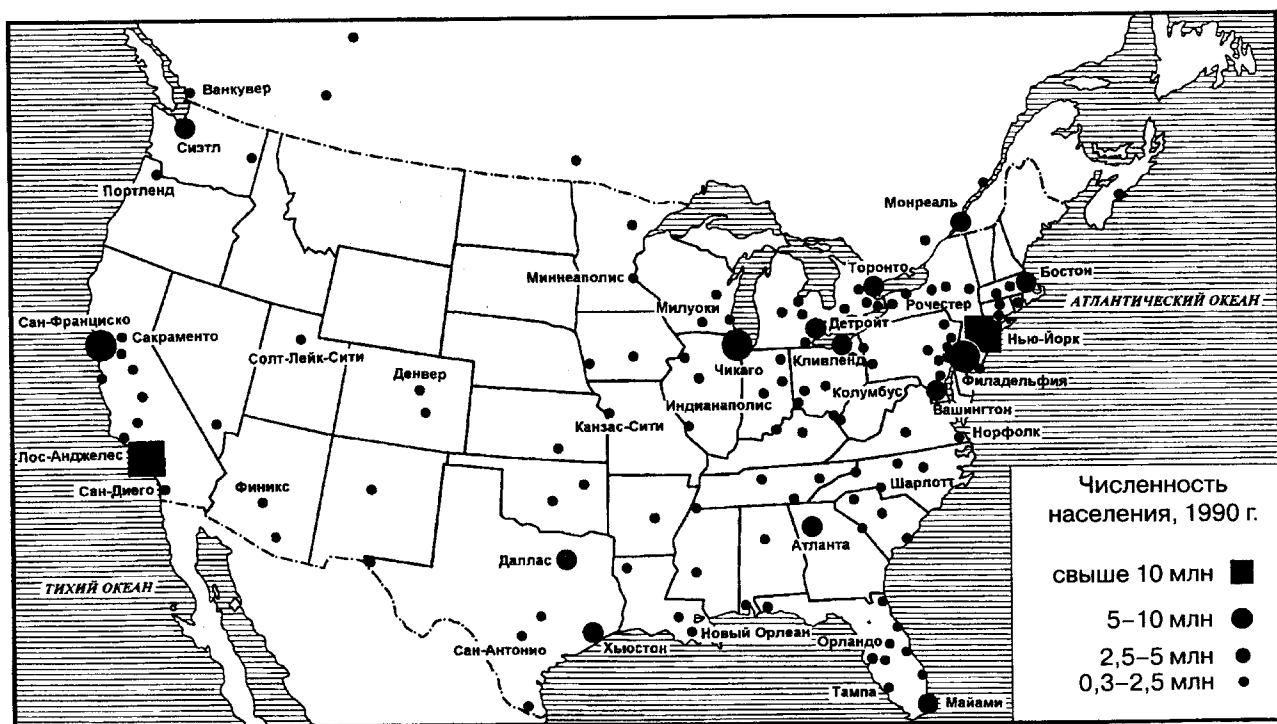 Ванкувер
Сиэтл
Портленд
Монреаль
Торонто
Бостон
Миннеаполис
Милуоки
Рочестер
АТЛАНТИЧЕСКИЙ ОКЕАН
Сан-Франциско
Сакраменто
Солт-Лейк-Сити
Детройт
Нью-Йорк
Чикаго
Кливленд
Денвер
Филадельфия
Колумбус
Индианаполис
Вашингтон
Канзас-Сити
Норфолк
Лос-Анджелес
Сан-Диего
Финикс
Шарлотт
Атланта
Даллас
ТИХИЙ ОКЕАН
Новый Орлеан
Орландо
Сан-Антонио
Хьюстон
Тампа
Майами
Численность
населения, 1990 г.
свыше 10 млн
5–10 млн
2,5–5 млн
0,3–2,5 млн